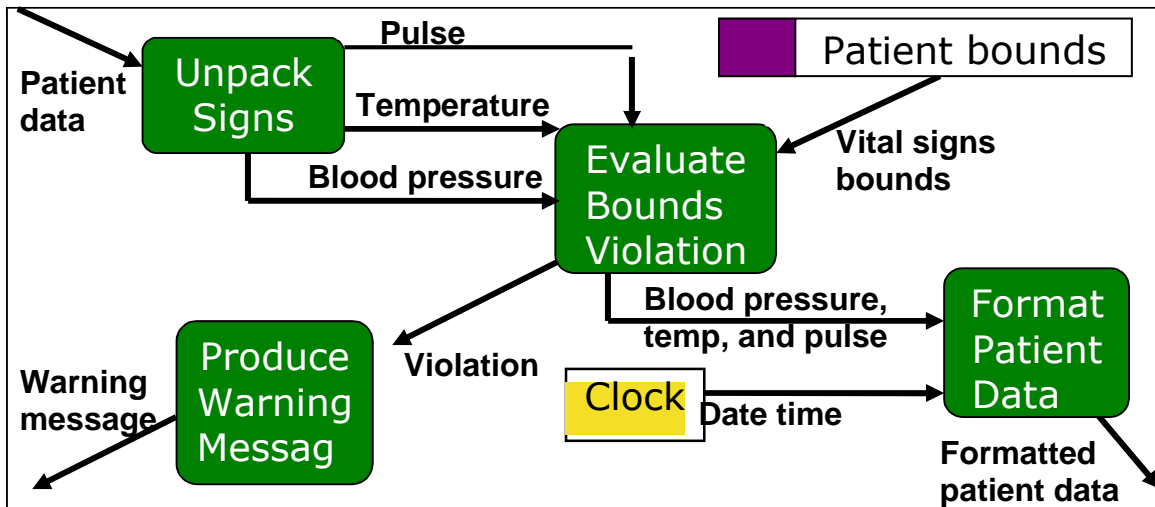 Pulse
Patient bounds
Unpack
Signs
Patient
data
Temperature
Vital signs
bounds
Blood pressure
Evaluate
Bounds
Violation
Blood pressure,
temp, and pulse
Format
Patient
Data
Violation
Produce
Warning
Messag
Warning
message
Clock
Date time
Formatted
patient data